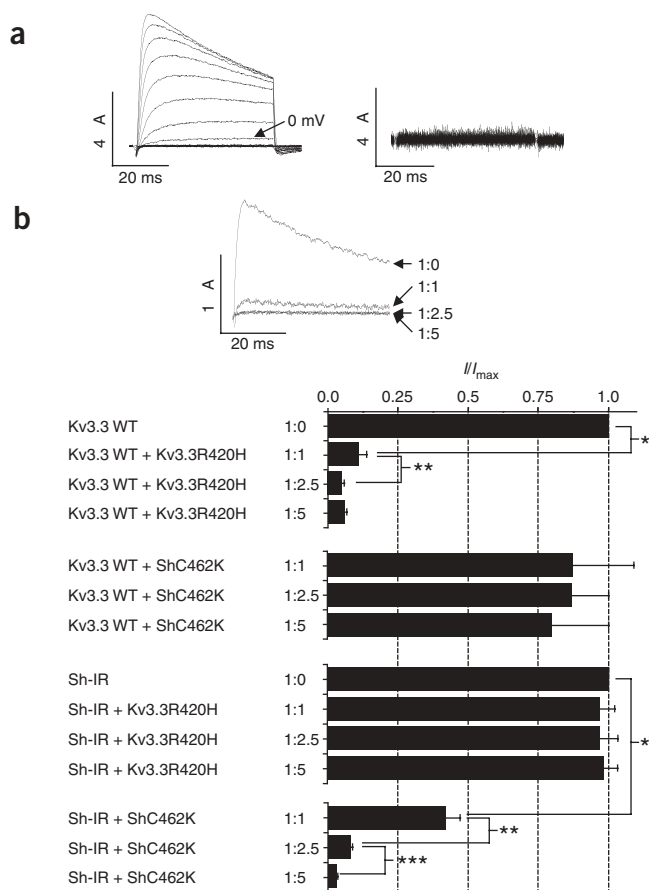 a
4 A
20 ms
0 mV
4 A
20 ms
b
1 A
20 ms
1:0
1:1
1:2.5
1:5
I/Imax
0.0 0.25 0.5 0.75 1.0
Kv3.3 WT 1:0
*
Kv3.3 WT + Kv3.3R420H 1:1
**
Kv3.3 WT + Kv3.3R420H 1:2.5
Kv3.3 WT + Kv3.3R420H 1:5
Kv3.3 WT + ShC462K 1:1
Kv3.3 WT + ShC462K 1:2.5
Kv3.3 WT + ShC462K 1:5
Sh-IR 1:0
Sh-IR + Kv3.3R420H 1:1
Sh-IR + Kv3.3R420H 1:2.5
*
Sh-IR + Kv3.3R420H 1:5
Sh-IR + ShC462K 1:1
**
Sh-IR + ShC462K 1:2.5
***
Sh-IR + ShC462K 1:5